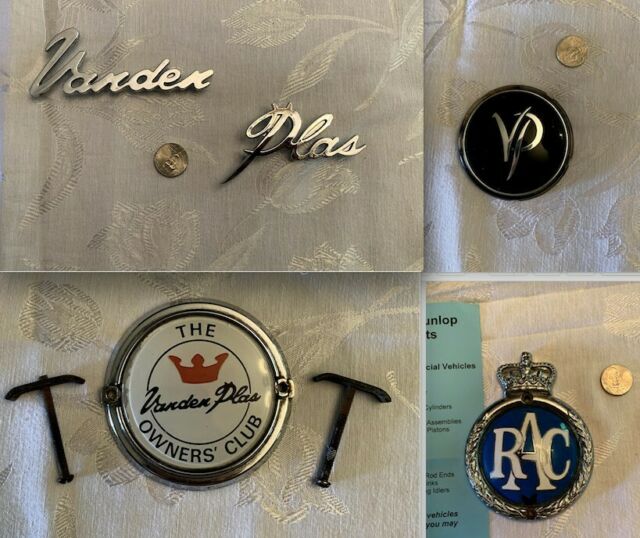 Vanden
Plas
VP
THE
Vanden Plas
OWNERS' CLUB
unlop
ts
cial Vehicles
Cylinders
Assemblies
Pistons
RAC
Rod Ends
nks
g Idlers
vehicles
you may